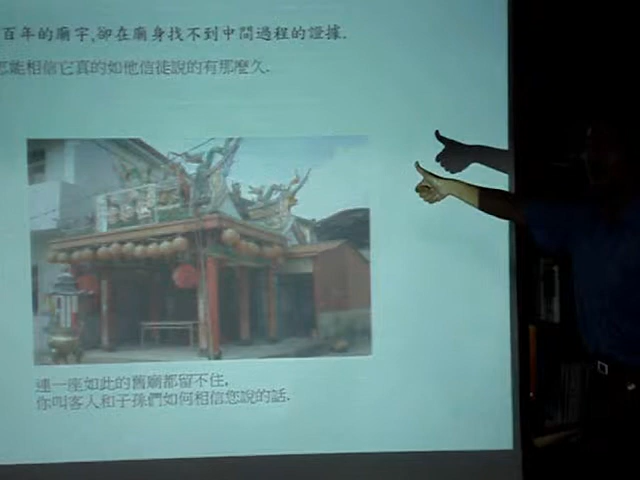 百年的廟宇,卻在廟身找不到中間過程的證據.
能相信它真的如他信徒說的有那麼久.
連一座如此的舊廟都留不住,
你叫客人和子孫們如何相信您說的話.